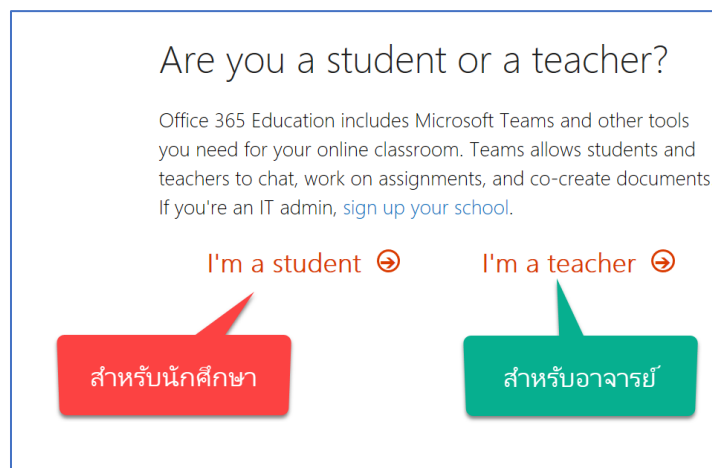 Are you a student or a teacher?
Office 365 Education includes Microsoft Teams and other tools
you need for your online classroom. Teams allows students and
teachers to chat, work on assignments, and co-create documents
If you're an IT admin, sign up your school.
I'm a student I'm a teacher
สำหรับนักศึกษา สำหรับอาจารย์